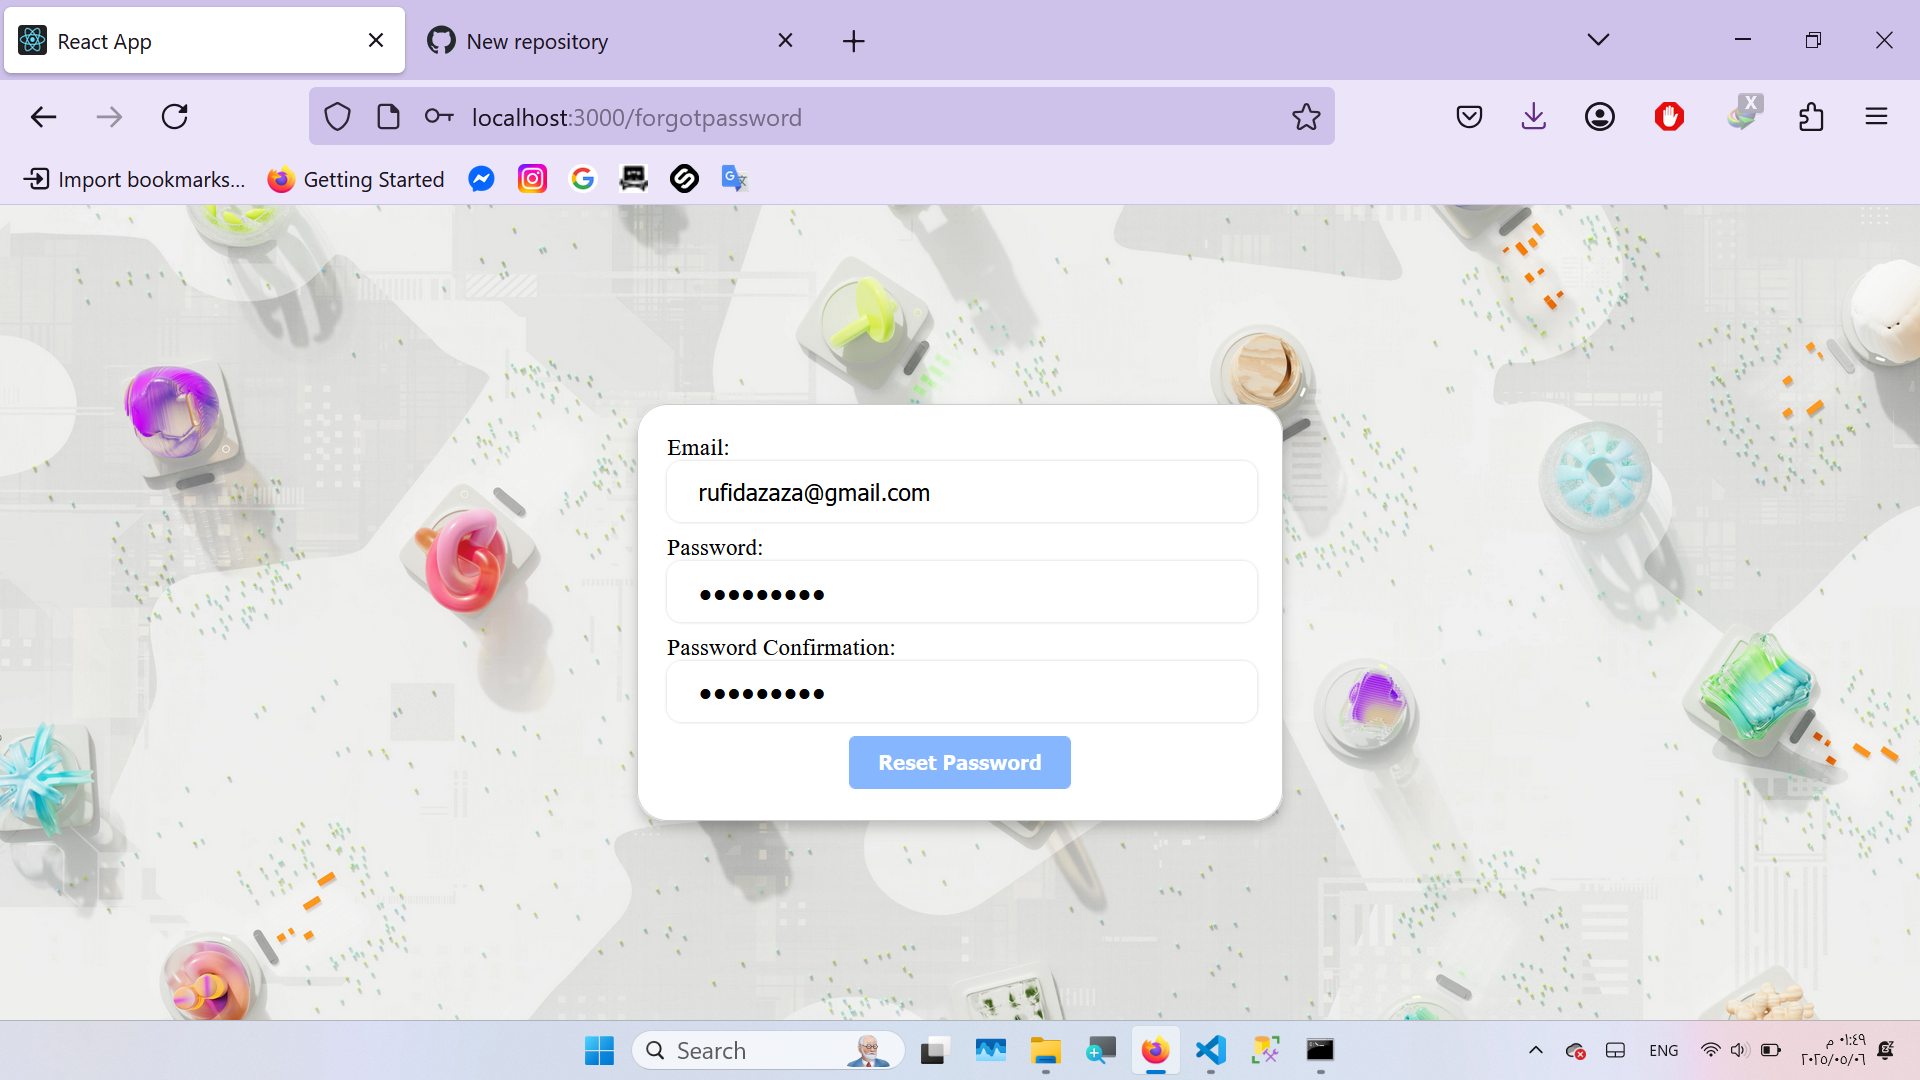 React App
New repository
localhost:3000/forgotpassword
X
Import bookmarks...
Getting Started
Email:
rufidazaza@gmail.com
Password:
•••••••••
Password Confirmation:
•••••••••
Reset Password
Search
ENG
٠١:٤٩ م
٢٠٢٥/٠٥/٠٦